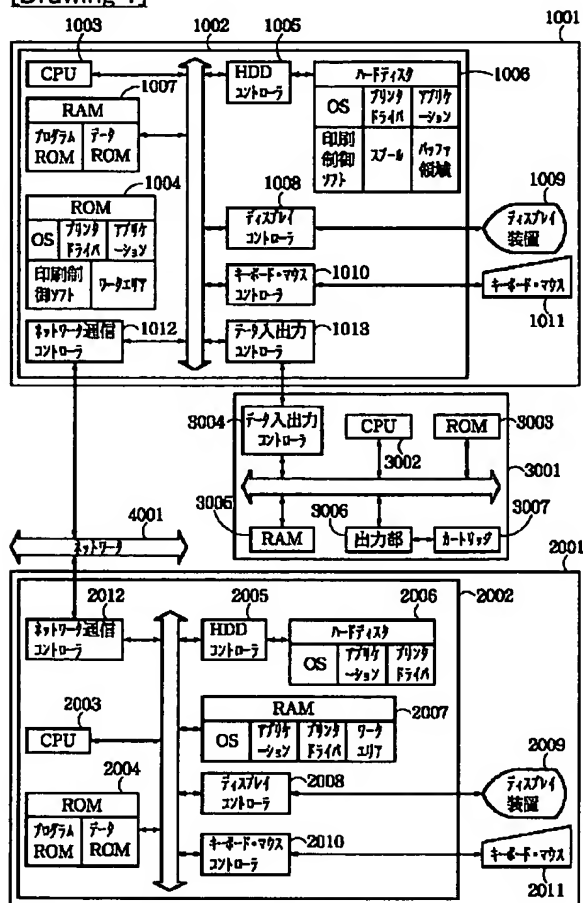 [Drawing 1]
1001
1002
1003
CPU
1005
HDD
コントローラ
1006
ハードディスク
OS
プリンタ
ドライバ
アプリケ
ーション
印刷
制御
ソフト
スプール
バッファ
領域
1007
RAM
プログラム
ROM
データ
ROM
1004
ROM
OS
プリンタ
ドライバ
アプリケ
ーション
印刷制
御ソフト
ワークエリア
1008
ディスプレイ
コントローラ
1009
ディスプレイ
装置
1010
キーボード・マウス
コントローラ
キーボード・マウス
1011
1012
ネットワーク通信
コントローラ
1013
データ入出力
コントローラ
3004
データ入出力
コントローラ
CPU
3002
ROM
3003
3001
3005
RAM
3006
出力部
3007
カートリッジ
4001
ネットワーク
2001
2002
2012
ネットワーク通信
コントローラ
2005
HDD
コントローラ
2006
ハードディスク
OS
アプリケ
ーション
プリンタ
ドライバ
2003
CPU
2007
RAM
OS
アプリケ
ーション
プリンタ
ドライバ
ワーク
エリア
2004
ROM
プログラム
ROM
データ
ROM
2008
ディスプレイ
コントローラ
2009
ディスプレイ
装置
2010
キーボード・マウス
コントローラ
キーボード・マウス
2011